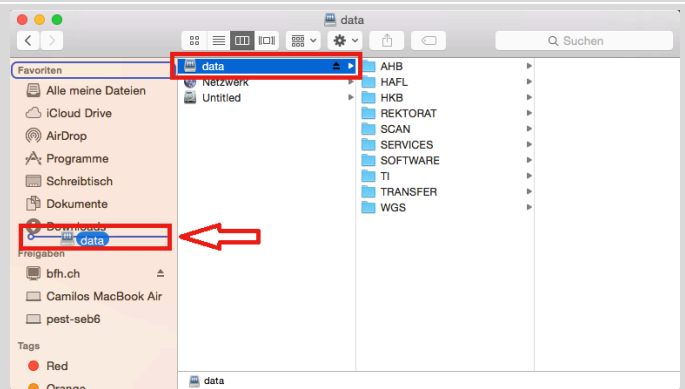 data
Suchen
Favoriten
Alle meine Dateien
iCloud Drive
AirDrop
Programme
Schreibtisch
Dokumente
Downloads
data
Freigaben
bfh.ch
Camilos MacBook Air
pest-seb6
Tags
Red
Orange
data
Netzwerk
Untitled
AHB
HAFL
HKB
REKTORAT
SCAN
SERVICES
SOFTWARE
TI
TRANSFER
WGS
data